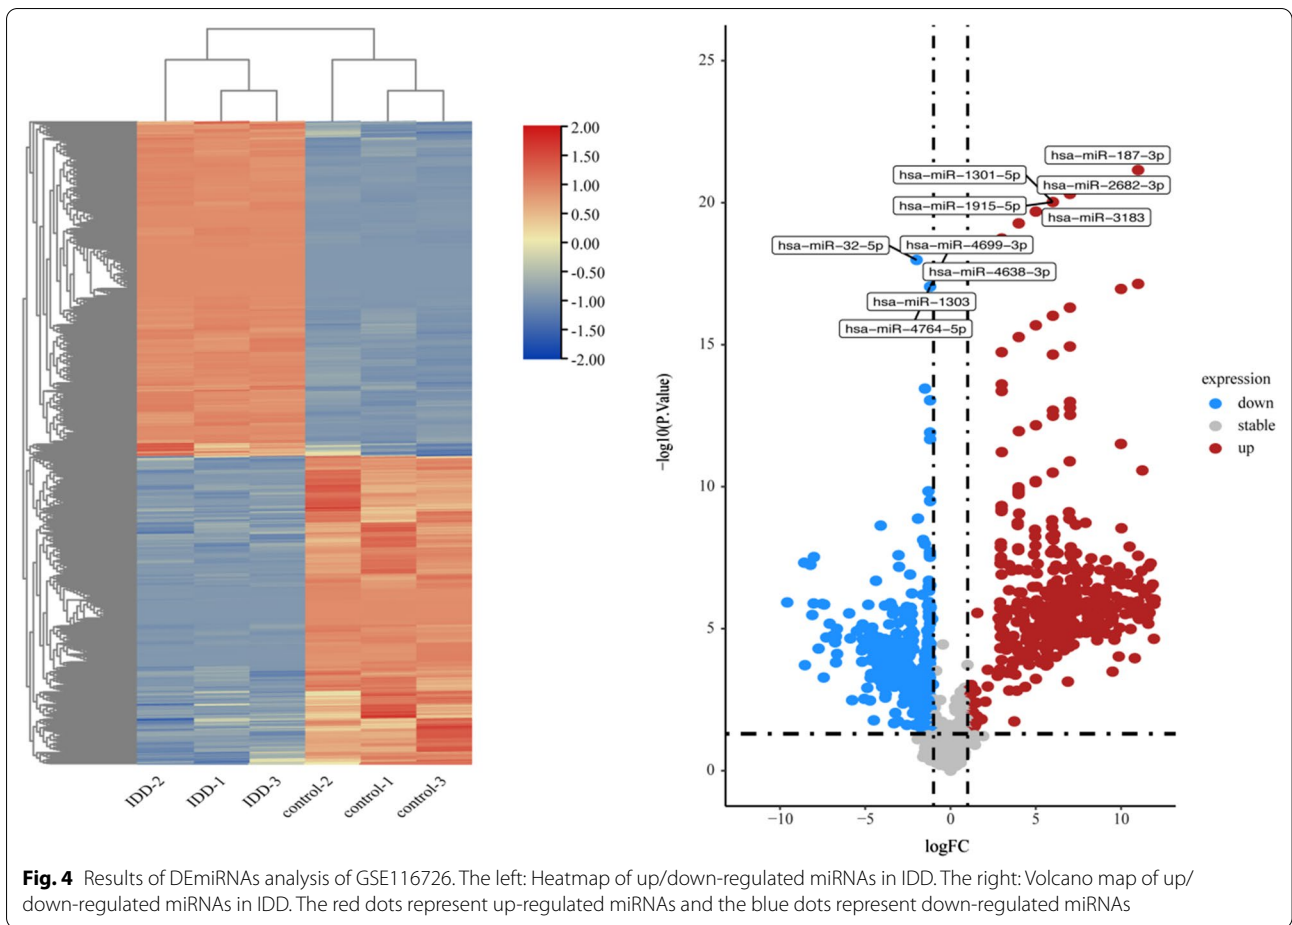 2.00
1.50
1.00
0.50
0.00
-0.50
-1.00
-1.50
-2.00
IDD-2
IDD-1
IDD-3
control-2
control-1
control-3
25
20
15
10
5
0
−log10(P.Value)
hsa−miR−187−3p
hsa−miR−1301−5p
hsa−miR−2682−3p
hsa−miR−1915−5p
hsa−miR−3183
hsa−miR−32−5p
hsa−miR−4699−3p
hsa−miR−4638−3p
hsa−miR−1303
hsa−miR−4764−5p
−10
−5
0
5
10
logFC
expression
down
stable
up
Fig. 4 Results of DEmiRNAs analysis of GSE116726. The left: Heatmap of up/down-regulated miRNAs in IDD. The right: Volcano map of up/
down-regulated miRNAs in IDD. The red dots represent up-regulated miRNAs and the blue dots represent down-regulated miRNAs